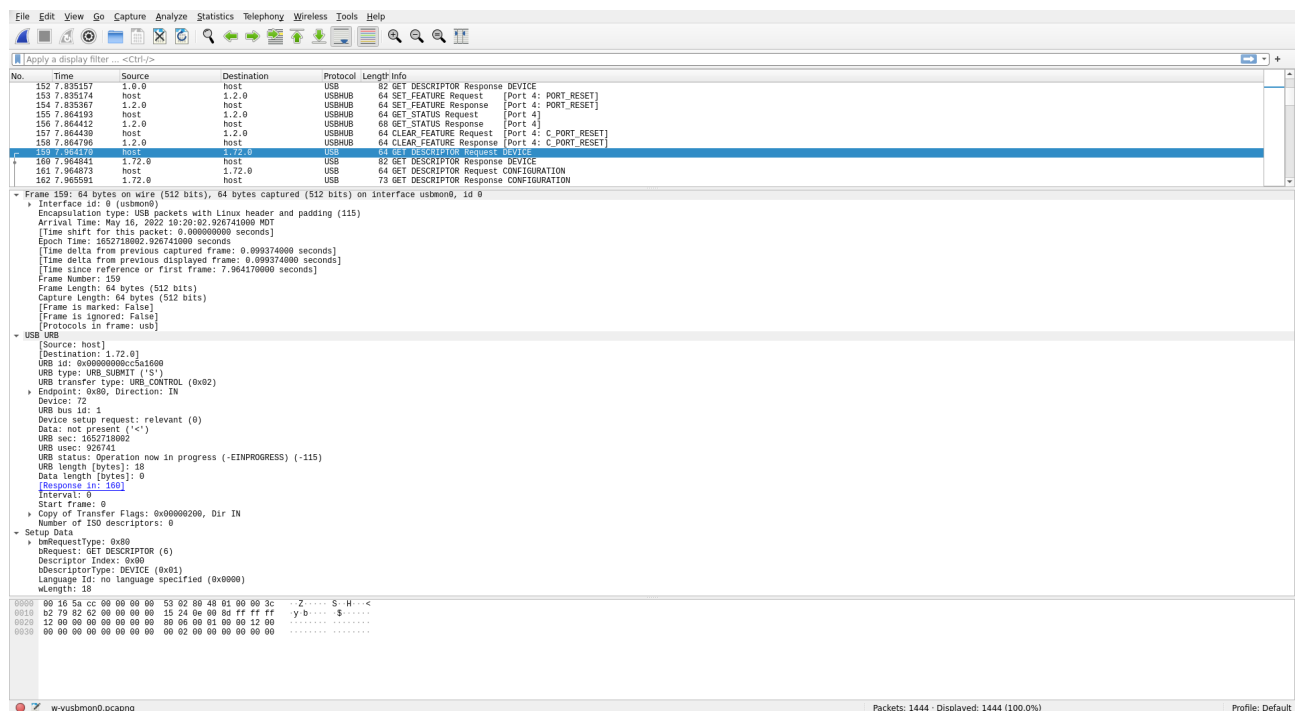 File Edit View Go Capture Analyze Statistics Telephony Wireless Tools Help
Apply a display filter ... <Ctrl-/>
No. Time Source Destination Protocol Length Info
152 7.835157 1.0.0 host USB 82 GET DESCRIPTOR Response DEVICE
153 7.835174 host 1.2.0 USBHUB 64 SET_FEATURE Request [Port 4: PORT_RESET]
154 7.835367 1.2.0 host USBHUB 64 SET_FEATURE Response [Port 4: PORT_RESET]
155 7.864193 host 1.2.0 USBHUB 64 GET_STATUS Request [Port 4]
156 7.864412 1.2.0 host USBHUB 68 GET_STATUS Response [Port 4]
157 7.864430 host 1.2.0 USBHUB 64 CLEAR_FEATURE Request [Port 4: C_PORT_RESET]
158 7.864796 1.2.0 host USBHUB 64 CLEAR_FEATURE Response [Port 4: C_PORT_RESET]
159 7.964170 host 1.72.0 USB 64 GET DESCRIPTOR Request DEVICE
160 7.964841 1.72.0 host USB 82 GET DESCRIPTOR Response DEVICE
161 7.964873 host 1.72.0 USB 64 GET DESCRIPTOR Request CONFIGURATION
162 7.965591 1.72.0 host USB 73 GET DESCRIPTOR Response CONFIGURATION
Frame 159: 64 bytes on wire (512 bits), 64 bytes captured (512 bits) on interface usbmon0, id 0
Interface id: 0 (usbmon0)
Encapsulation type: USB packets with Linux header and padding (115)
Arrival Time: May 16, 2022 10:20:02.926741000 MDT
[Time shift for this packet: 0.000000000 seconds]
Epoch Time: 1652718002.926741000 seconds
[Time delta from previous captured frame: 0.099374000 seconds]
[Time delta from previous displayed frame: 0.099374000 seconds]
[Time since reference or first frame: 7.964170000 seconds]
Frame Number: 159
Frame Length: 64 bytes (512 bits)
Capture Length: 64 bytes (512 bits)
[Frame is marked: False]
[Frame is ignored: False]
[Protocols in frame: usb]
USB URB
[Source: host]
[Destination: 1.72.0]
URB id: 0x00000000cc5a1600
URB type: URB_SUBMIT ('S')
URB transfer type: URB_CONTROL (0x02)
Endpoint: 0x80, Direction: IN
Device: 72
URB bus id: 1
Device setup request: relevant (0)
Data: not present ('<')
URB sec: 1652718002
URB usec: 926741
URB status: Operation now in progress (-EINPROGRESS) (-115)
URB length [bytes]: 18
Data length [bytes]: 0
[Response in: 160]
Interval: 0
Start frame: 0
Copy of Transfer Flags: 0x00000200, Dir IN
Number of ISO descriptors: 0
Setup Data
bmRequestType: 0x80
bRequest: GET DESCRIPTOR (6)
Descriptor Index: 0x00
bDescriptorType: DEVICE (0x01)
Language Id: no language specified (0x0000)
wLength: 18
0000 00 16 5a cc 00 00 00 00 53 02 80 48 01 00 00 3c ··Z····· S··H···<
0010 b2 79 82 62 00 00 00 00 15 24 0e 00 8d ff ff ff ·y·b···· ·$······
0020 12 00 00 00 00 00 00 00 80 06 00 01 00 00 12 00 ········ ········
0030 00 00 00 00 00 00 00 00 00 02 00 00 00 00 00 00 ········ ········
w-vusbmon0.pcapng Packets: 1444 · Displayed: 1444 (100.0%) Profile: Default